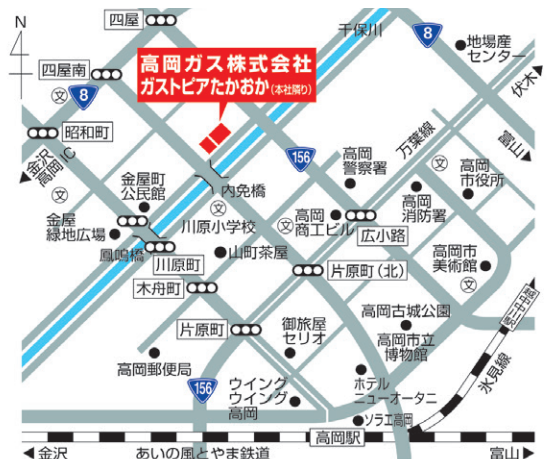 N
四屋
千保川
8
地場産
センター
高岡ガス株式会社
ガストピアたかおか(本社隣り)
四屋南
文
8
伏木
万葉線
富山
昭和町
156
文
高岡
警察署
高岡
市役所
金沢
高岡IC
文
金屋町
公民館
内免橋
高岡
消防署
文
川原小学校
高岡
商工ビル
広小路
金屋
緑地広場
鳳鳴橋
川原町
山町茶屋
高岡市
美術館
片原町(北)
文
木舟町
越中中川駅
高岡古城公園
片原町
御旅屋
セリオ
高岡市立
博物館
氷見線
高岡郵便局
ホテル
ニューオータニ
156
ウイング
ウイング
高岡
ソラエ高岡
高岡駅
金沢
あいの風とやま鉄道
富山